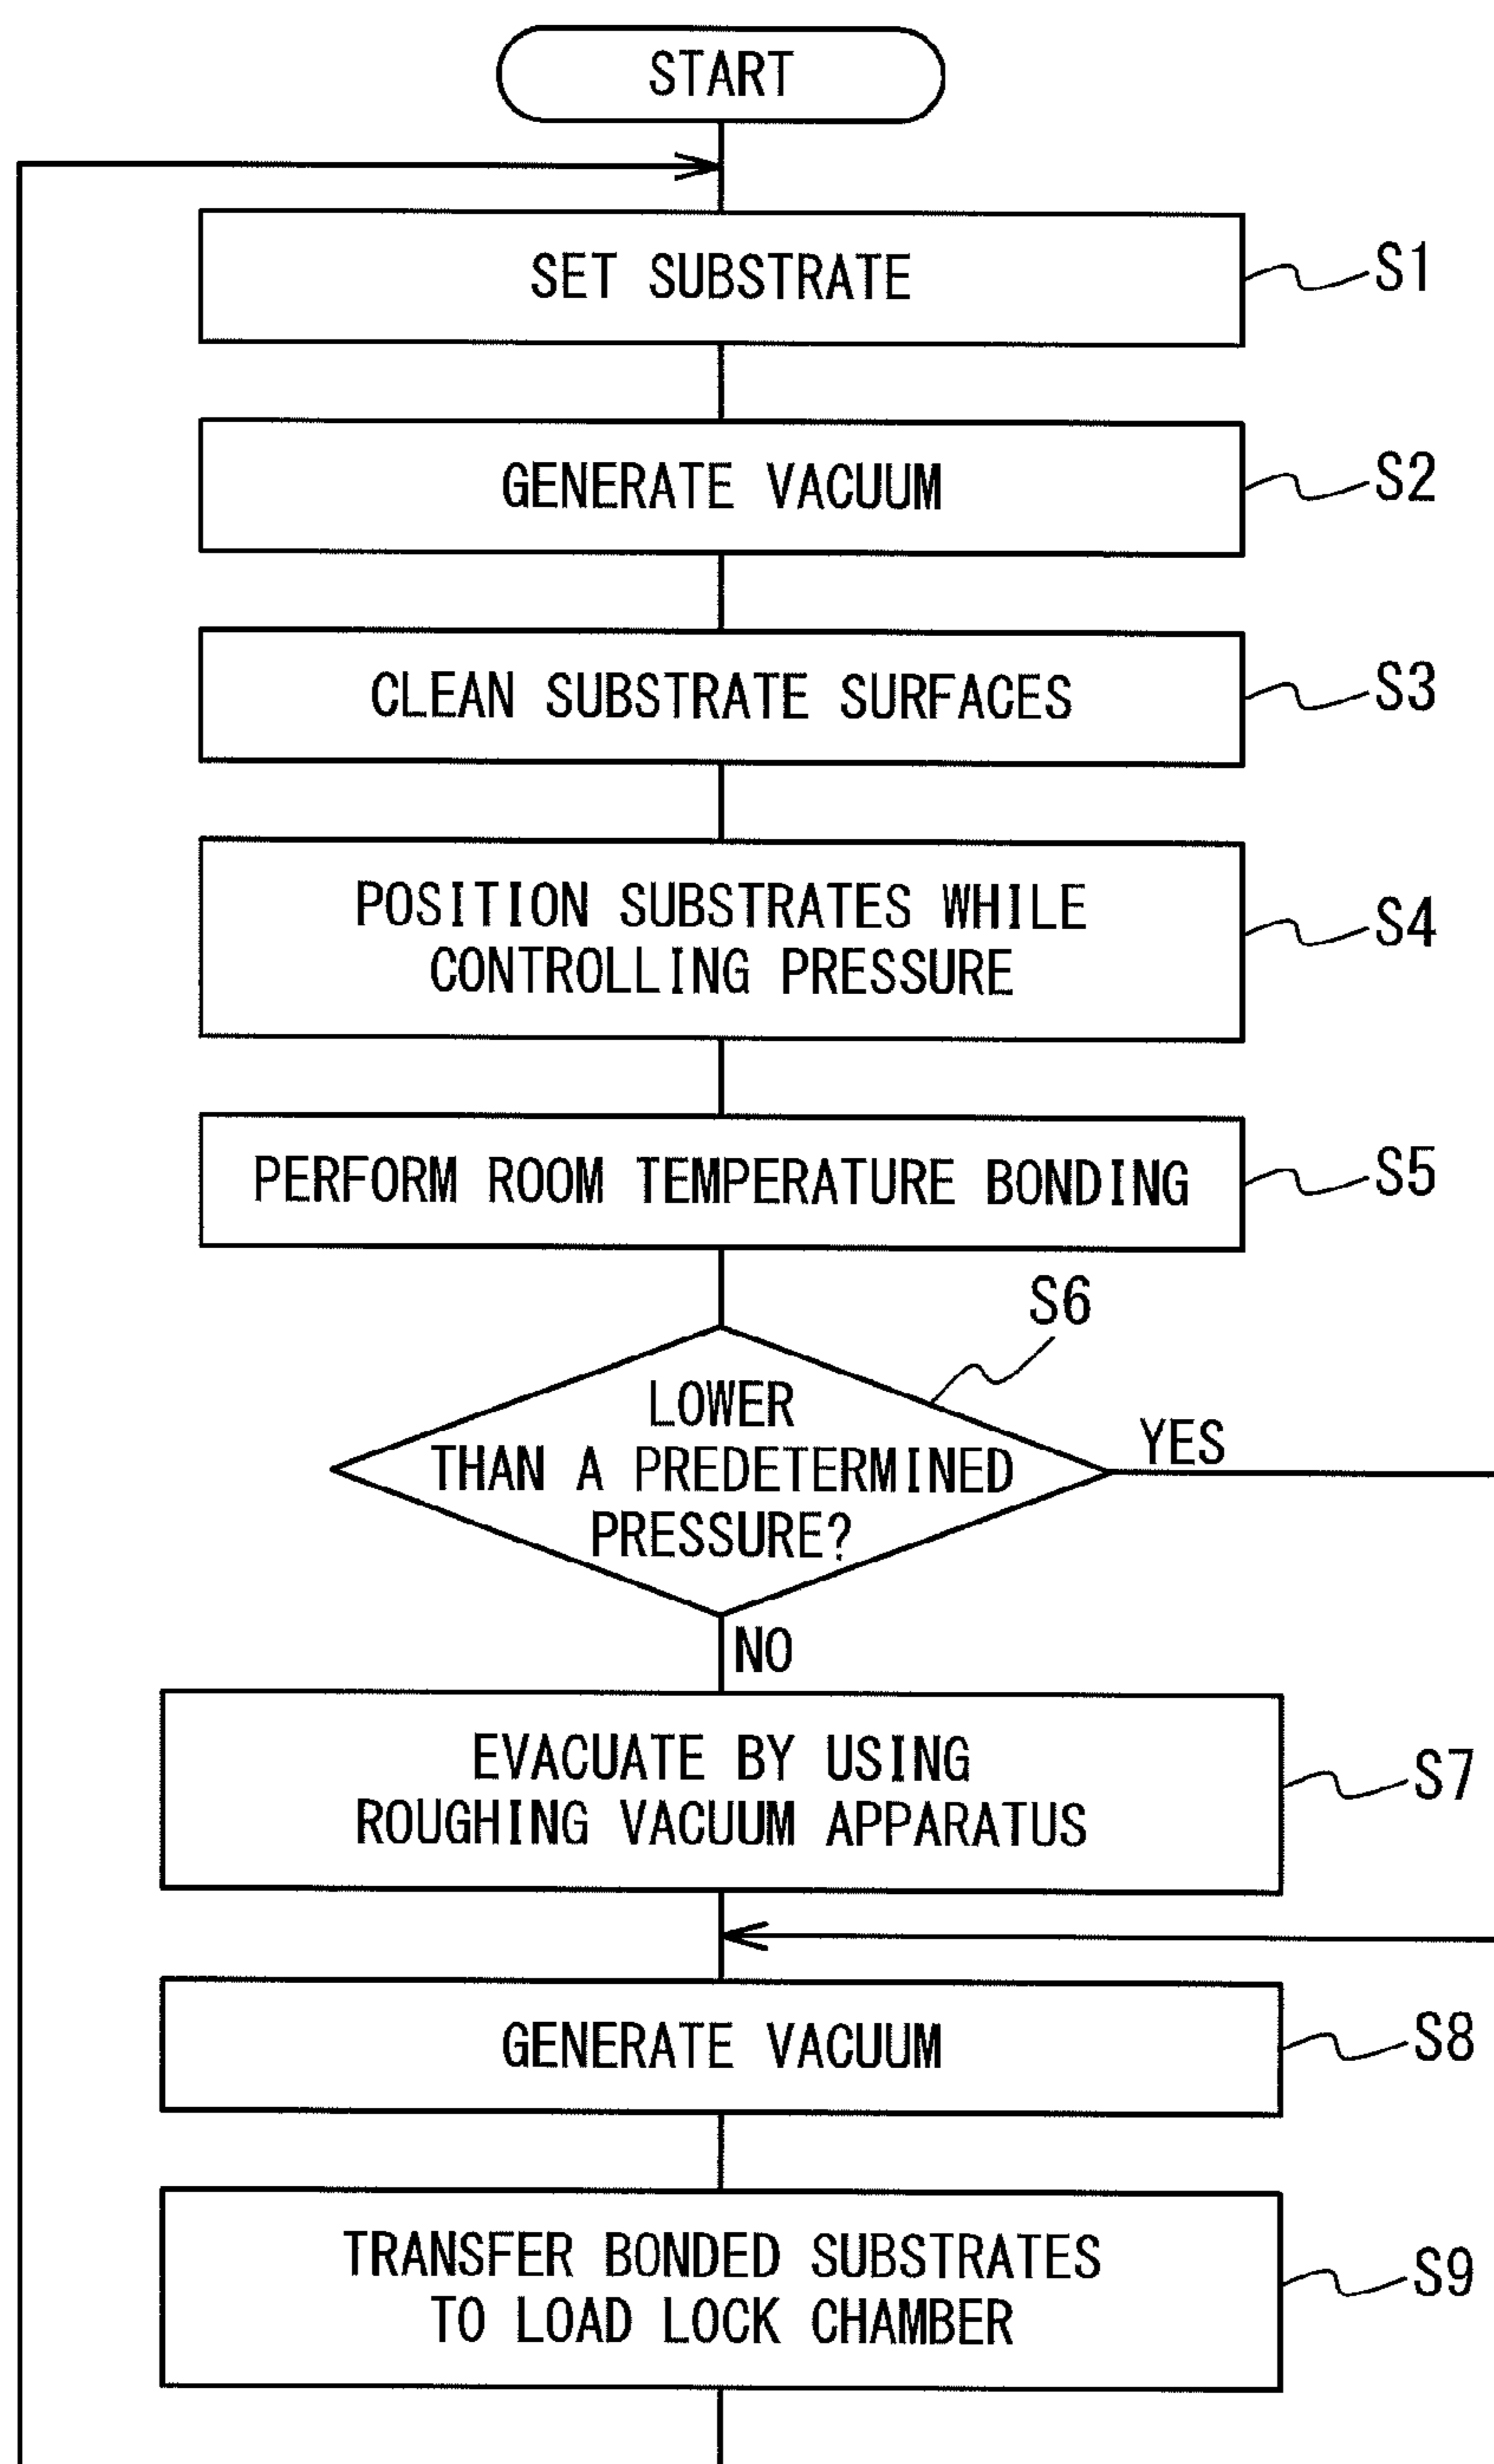 START
SET SUBSTRATE
S1
GENERATE VACUUM
S2
CLEAN SUBSTRATE SURFACES
S3
POSITION SUBSTRATES WHILE
CONTROLLING PRESSURE
S4
PERFORM ROOM TEMPERATURE BONDING
S5
S6
LOWER
THAN A PREDETERMINED
PRESSURE?
YES
NO
EVACUATE BY USING
ROUGHING VACUUM APPARATUS
S7
GENERATE VACUUM
S8
TRANSFER BONDED SUBSTRATES
TO LOAD LOCK CHAMBER
S9